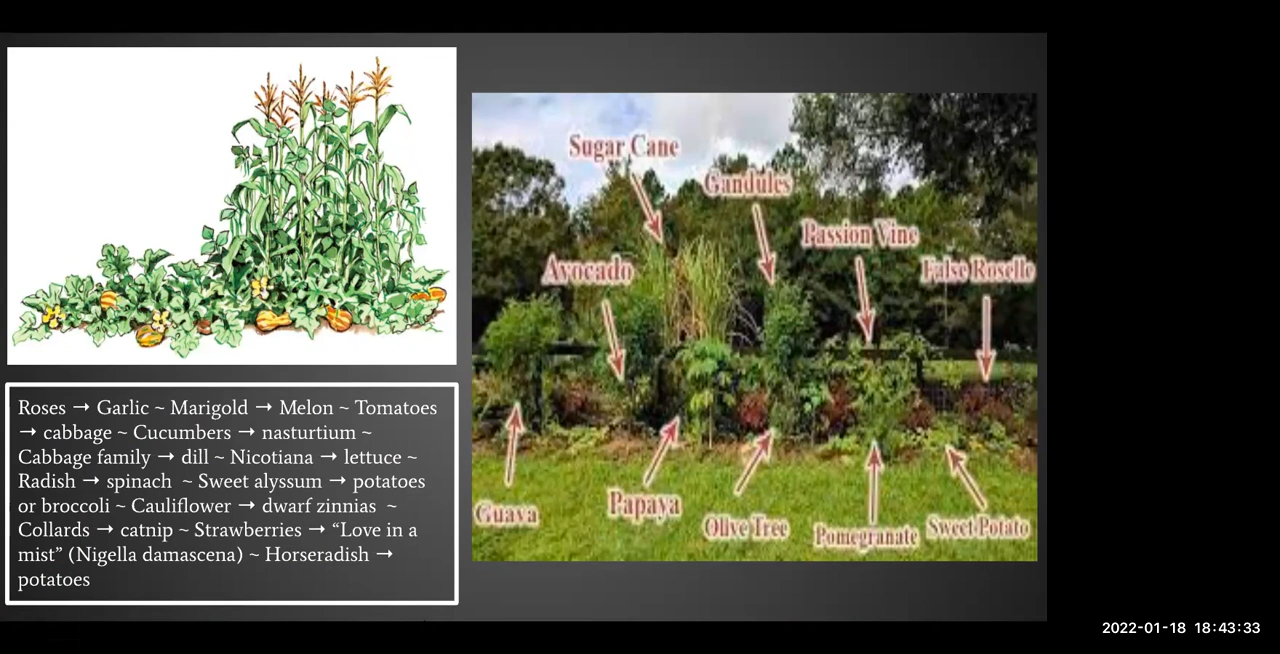 Roses → Garlic ~ Marigold → Melon ~ Tomatoes
→ cabbage ~ Cucumbers → nasturtium ~
Cabbage family → dill ~ Nicotiana → lettuce ~
Radish → spinach ~ Sweet alyssum → potatoes
or broccoli ~ Cauliflower → dwarf zinnias ~
Collards → catnip ~ Strawberries → “Love in a
mist” (Nigella damascena) ~ Horseradish →
potatoes
Sugar Cane
Gandules
Passion Vine
Avocado
False Roselle
Guava
Papaya
Olive Tree
Pomegranate
Sweet Potato
2022-01-18 18:43:33